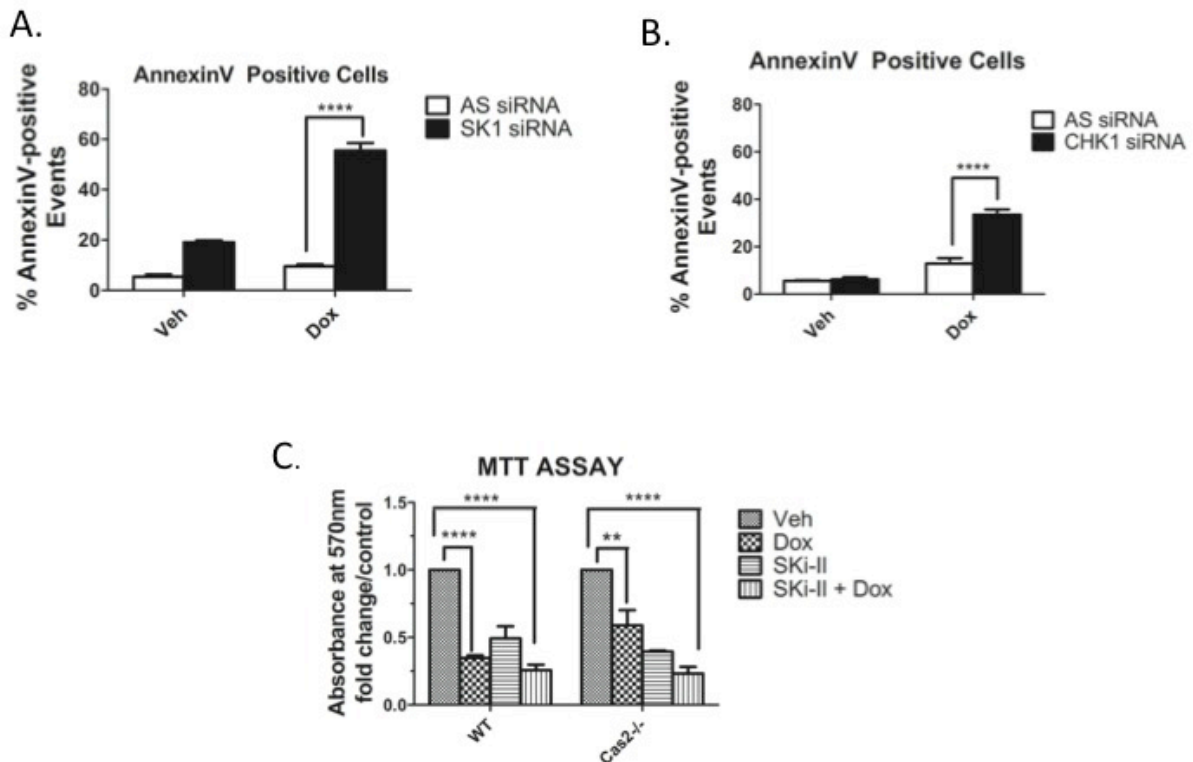 A.
AnnexinV Positive Cells
% AnnexinV-positive
Events
80
60
40
20
0
****
AS siRNA
SK1 siRNA
Veh
Dox
B.
AnnexinV Positive Cells
% AnnexinV-positive
Events
80
60
40
20
0
****
AS siRNA
CHK1 siRNA
Veh
Dox
C.
MTT ASSAY
Absorbance at 570nm
fold change/control
1.5
1.0
0.5
0.0
****
****
****
**
Veh
Dox
SKi-II
SKi-II + Dox
WT
Cas2-/-